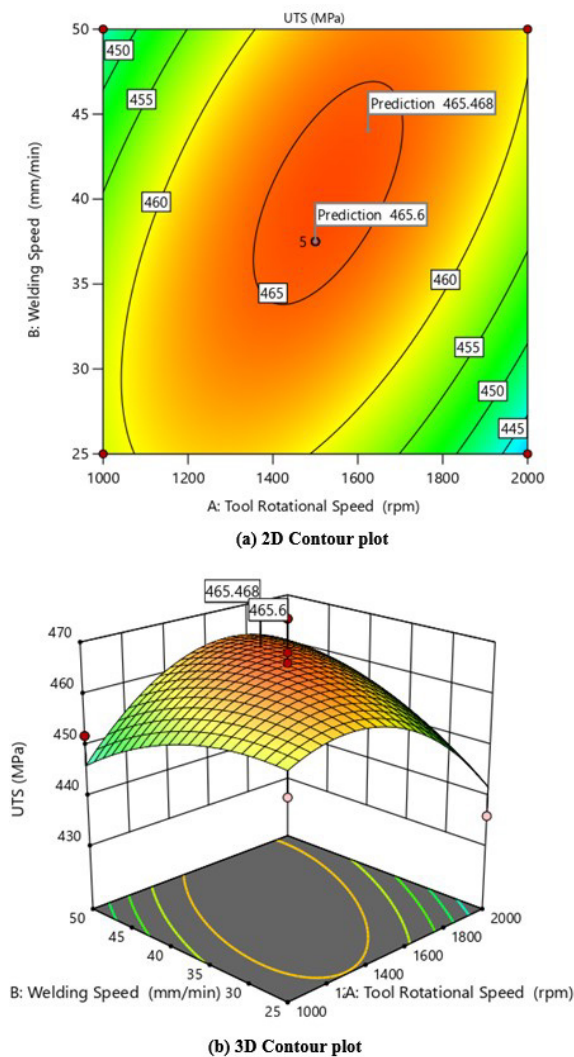 UTS (MPa)
50
450
455
45
Prediction 465.468
B: Welding Speed (mm/min)
40
460
Prediction 465.6
5
35
465
460
30
455
450
445
25
1000 1200 1400 1600 1800 2000
A: Tool Rotational Speed (rpm)
(a) 2D Contour plot
465.468
465.6
470
460
450
UTS (MPa)
440
430
50 2000
45 1800
40 1600
35 1400
B: Welding Speed (mm/min) 30 A: Tool Rotational Speed (rpm)
25 1000
(b) 3D Contour plot